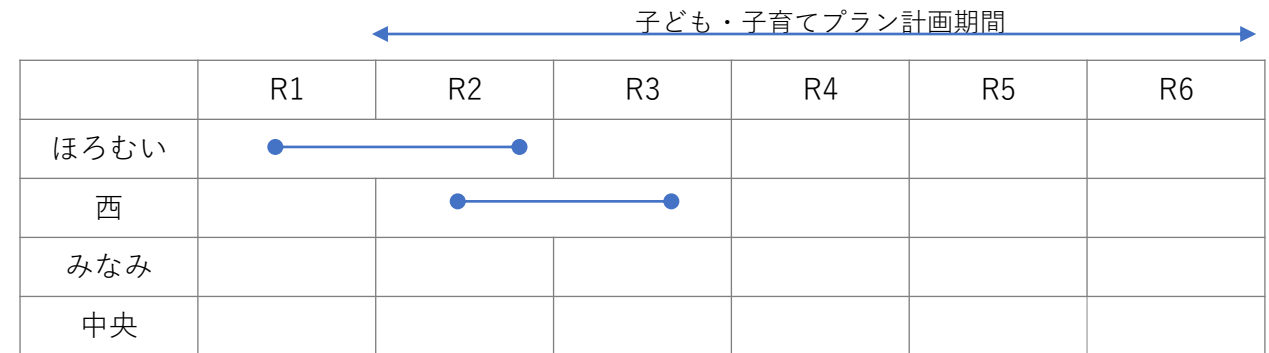 子ども・子育てプラン計画期間
R1 R2 R3 R4 R5 R6
ほろむい
西
みなみ
中央